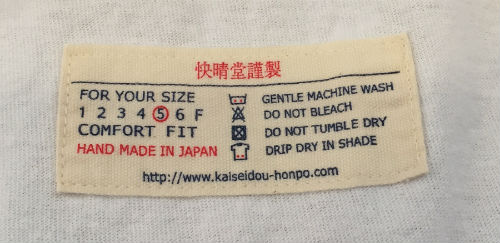 快晴堂謹製
FOR YOUR SIZE
1 2 3 4 5 6 F
COMFORT FIT
HAND MADE IN JAPAN
GENTLE MACHINE WASH
DO NOT BLEACH
DO NOT TUMBLE DRY
DRIP DRY IN SHADE
http://www.kaiseidou-honpo.com